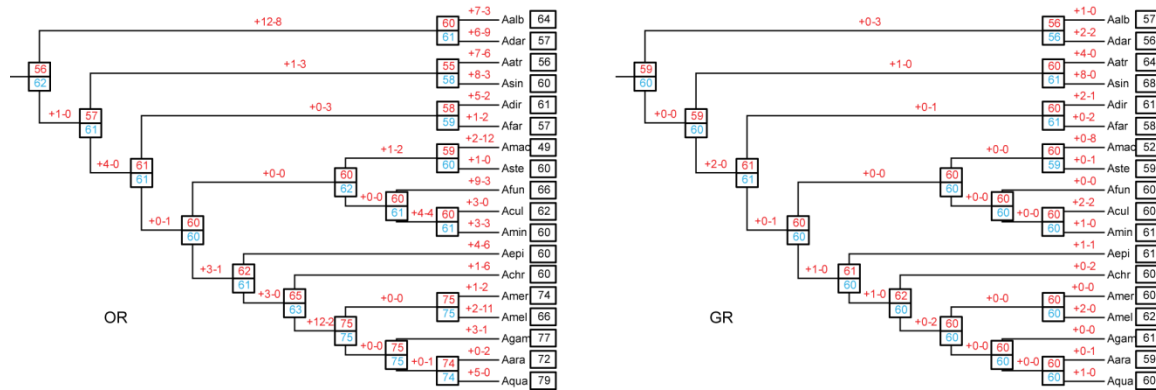 +12-8 +7-3 Aalb 64
60
61
+6-9 Adar 57
56
62
+7-6 Aatr 56
+1-3 55
58
+8-3 Asin 60
+1-0 57
61
+5-2 Adir 61
+0-3 58
59
+1-2 Afar 57
+4-0 61
61
+2-12 Amac 49
+1-2 59
60
+1-0 Aste 60
60
62
+0-0
+9-3 Afun 66
+0-0 60
61
+3-0 Acul 62
+4-4 60
61
+3-3 Amin 60
+0-1 60
60
+4-6 Aepi 60
+3-1 62
61
+1-6 Achr 60
+3-0 65
63
+1-2 Amer 74
+0-0 75
75
+2-11 Amel 66
+12-2 75
75
+3-1 Agam 77
+0-0 75
75
+0-2 Aara 72
+0-1 74
74
+5-0 Aqua 79
OR
+0-3 +1-0 Aalb 57
56
56
+2-2 Adar 56
59
60
+4-0 Aatr 64
+1-0 60
61
+8-0 Asin 68
+0-0 59
60
+2-1 Adir 61
+0-1 60
61
+0-2 Afar 58
+2-0 61
61
+0-8 Amac 52
+0-0 60
59
+0-1 Aste 59
+0-0 60
60
+0-0 Afun 60
+0-0 60
60
+2-2 Acul 60
+0-0 60
60
+1-0 Amin 61
+0-1 60
60
+1-1 Aepi 61
+1-0 61
60
+0-2 Achr 60
+1-0 62
60
+0-0 Amer 60
+0-0 60
60
+2-0 Amel 62
+0-2 60
60
+0-0 Agam 61
+0-0 60
60
+0-1 Aara 59
+0-0 60
60
+1-0 Aqua 60
GR